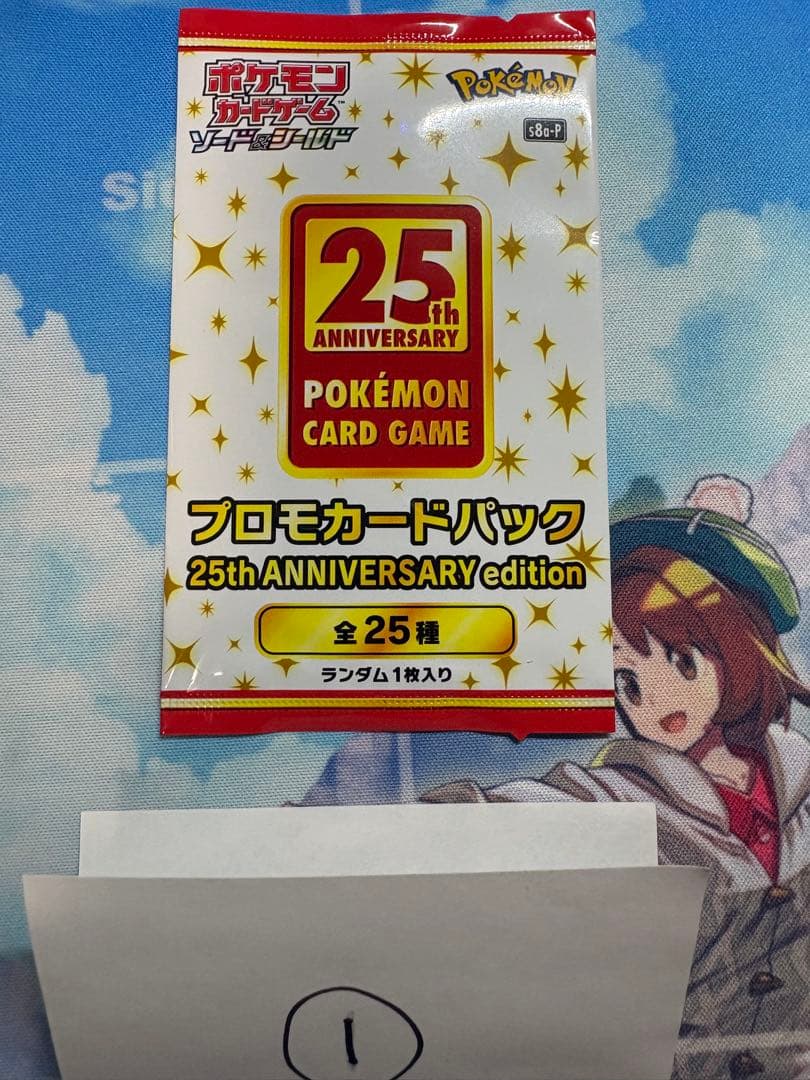 ポケモン
カードゲーム™
ソード&シールド
Pokémon
s8a-P
25th
ANNIVERSARY
POKÉMON
CARD GAME
プロモカードパック
25th ANNIVERSARY edition
全25種
ランダム1枚入り
1